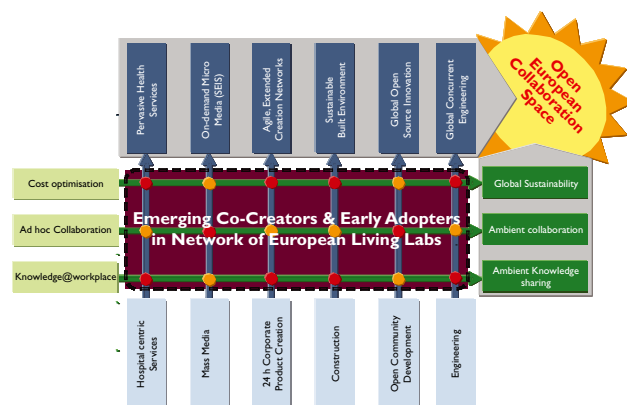 Pervasive Health
Services
On-demand Micro
Media (SEIS)
Agile, Extended
Creation Networks
Sustainable
Built Environment
Global Open
Source Innovation
Global Concurrent
Engineering
Open
European
Collaboration
Space
Cost optimisation
Global Sustainability
Emerging Co-Creators & Early Adopters
in Network of European Living Labs
Ad hoc Collaboration
Ambient collaboration
Knowledge@workplace
Ambient Knowledge
sharing
Hospital centric
Services
Mass Media
24 h Corporate
Product Creation
Construction
Open Community
Development
Engineering